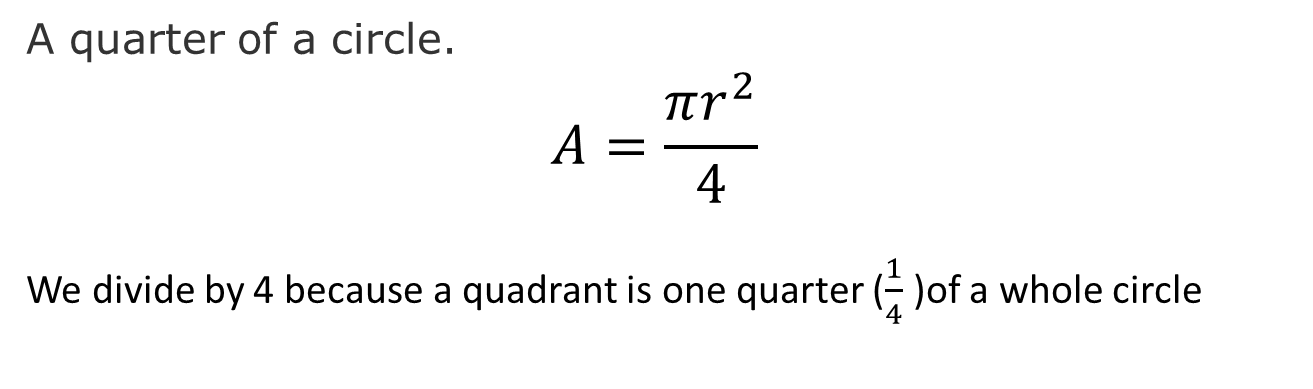 A quarter of a circle.
A = πr²/4
We divide by 4 because a quadrant is one quarter (1/4 )of a whole circle